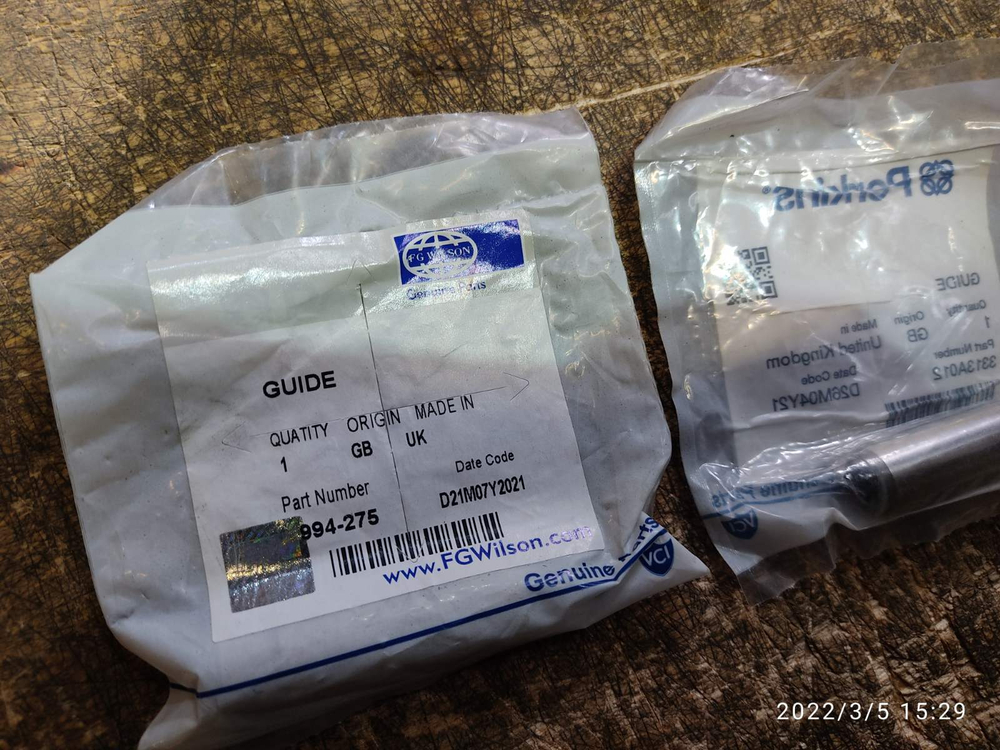 FG WILSON
Genuine Parts
GUIDE
QUATITY ORIGIN MADE IN
1 GB UK
Part Number
994-275
Date Code
D21M07Y2021
www.FGWilson.com
Genuine Parts
VCI
Perkins
GUIDE
Quantity Origin Made in
1 GB United Kingdom
Part Number Date Code
3313A012 D26M04Y21
Genuine Parts
VCI
2022/3/5 15:29